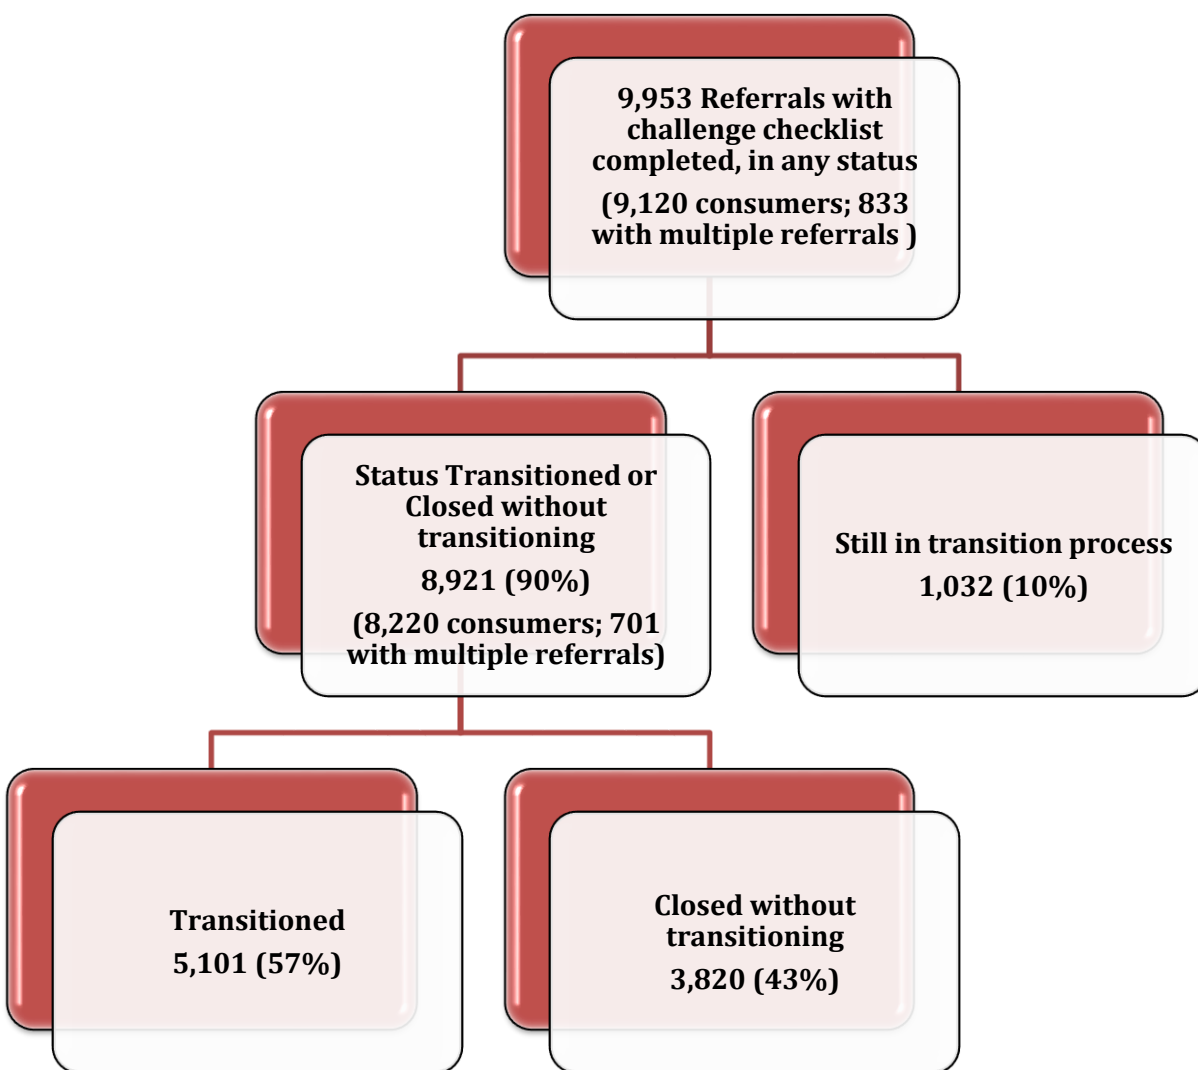 9,953 Referrals with
challenge checklist
completed, in any status
(9,120 consumers; 833
with multiple referrals )
Status Transitioned or
Closed without
transitioning
8,921 (90%)
(8,220 consumers; 701
with multiple referrals)
Still in transition process
1,032 (10%)
Transitioned
5,101 (57%)
Closed without
transitioning
3,820 (43%)